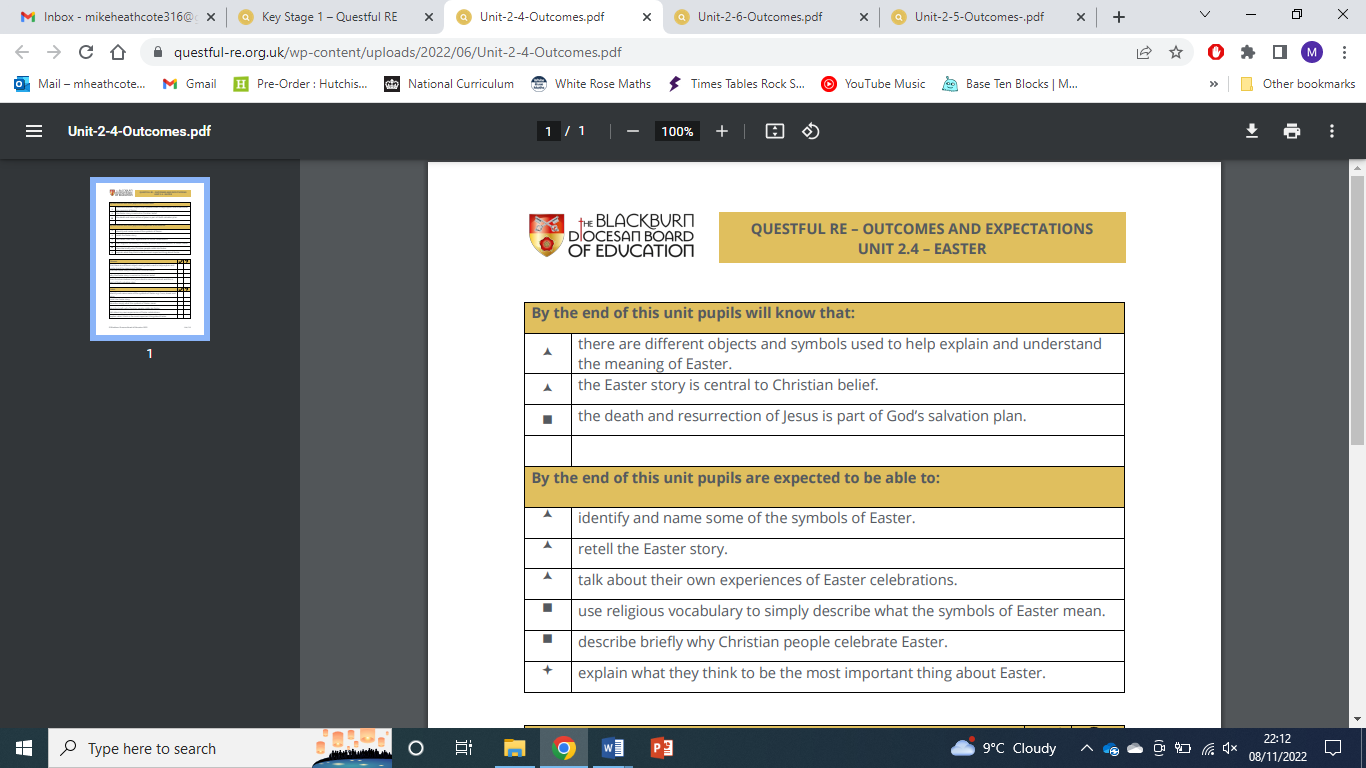 Inbox - mikeheathcote316@g
Key Stage 1 – Questful RE
Unit-2-4-Outcomes.pdf
Unit-2-6-Outcomes.pdf
Unit-2-5-Outcomes-.pdf
questful-re.org.uk/wp-content/uploads/2022/06/Unit-2-4-Outcomes.pdf
M
Mail – mheathcote...
Gmail
Pre-Order : Hutchis...
National Curriculum
White Rose Maths
Times Tables Rock S...
YouTube Music
Base Ten Blocks | M...
»
Other bookmarks
Unit-2-4-Outcomes.pdf
1 / 1
100%
1
THE BLACKBURN
DIOCESAN BOARD
OF EDUCATION
QUESTFUL RE – OUTCOMES AND EXPECTATIONS
UNIT 2.4 – EASTER
By the end of this unit pupils will know that:
there are different objects and symbols used to help explain and understand
the meaning of Easter.
the Easter story is central to Christian belief.
the death and resurrection of Jesus is part of God’s salvation plan.
By the end of this unit pupils are expected to be able to:
identify and name some of the symbols of Easter.
retell the Easter story.
talk about their own experiences of Easter celebrations.
use religious vocabulary to simply describe what the symbols of Easter mean.
describe briefly why Christian people celebrate Easter.
explain what they think to be the most important thing about Easter.
Type here to search
9°C Cloudy
22:12
08/11/2022